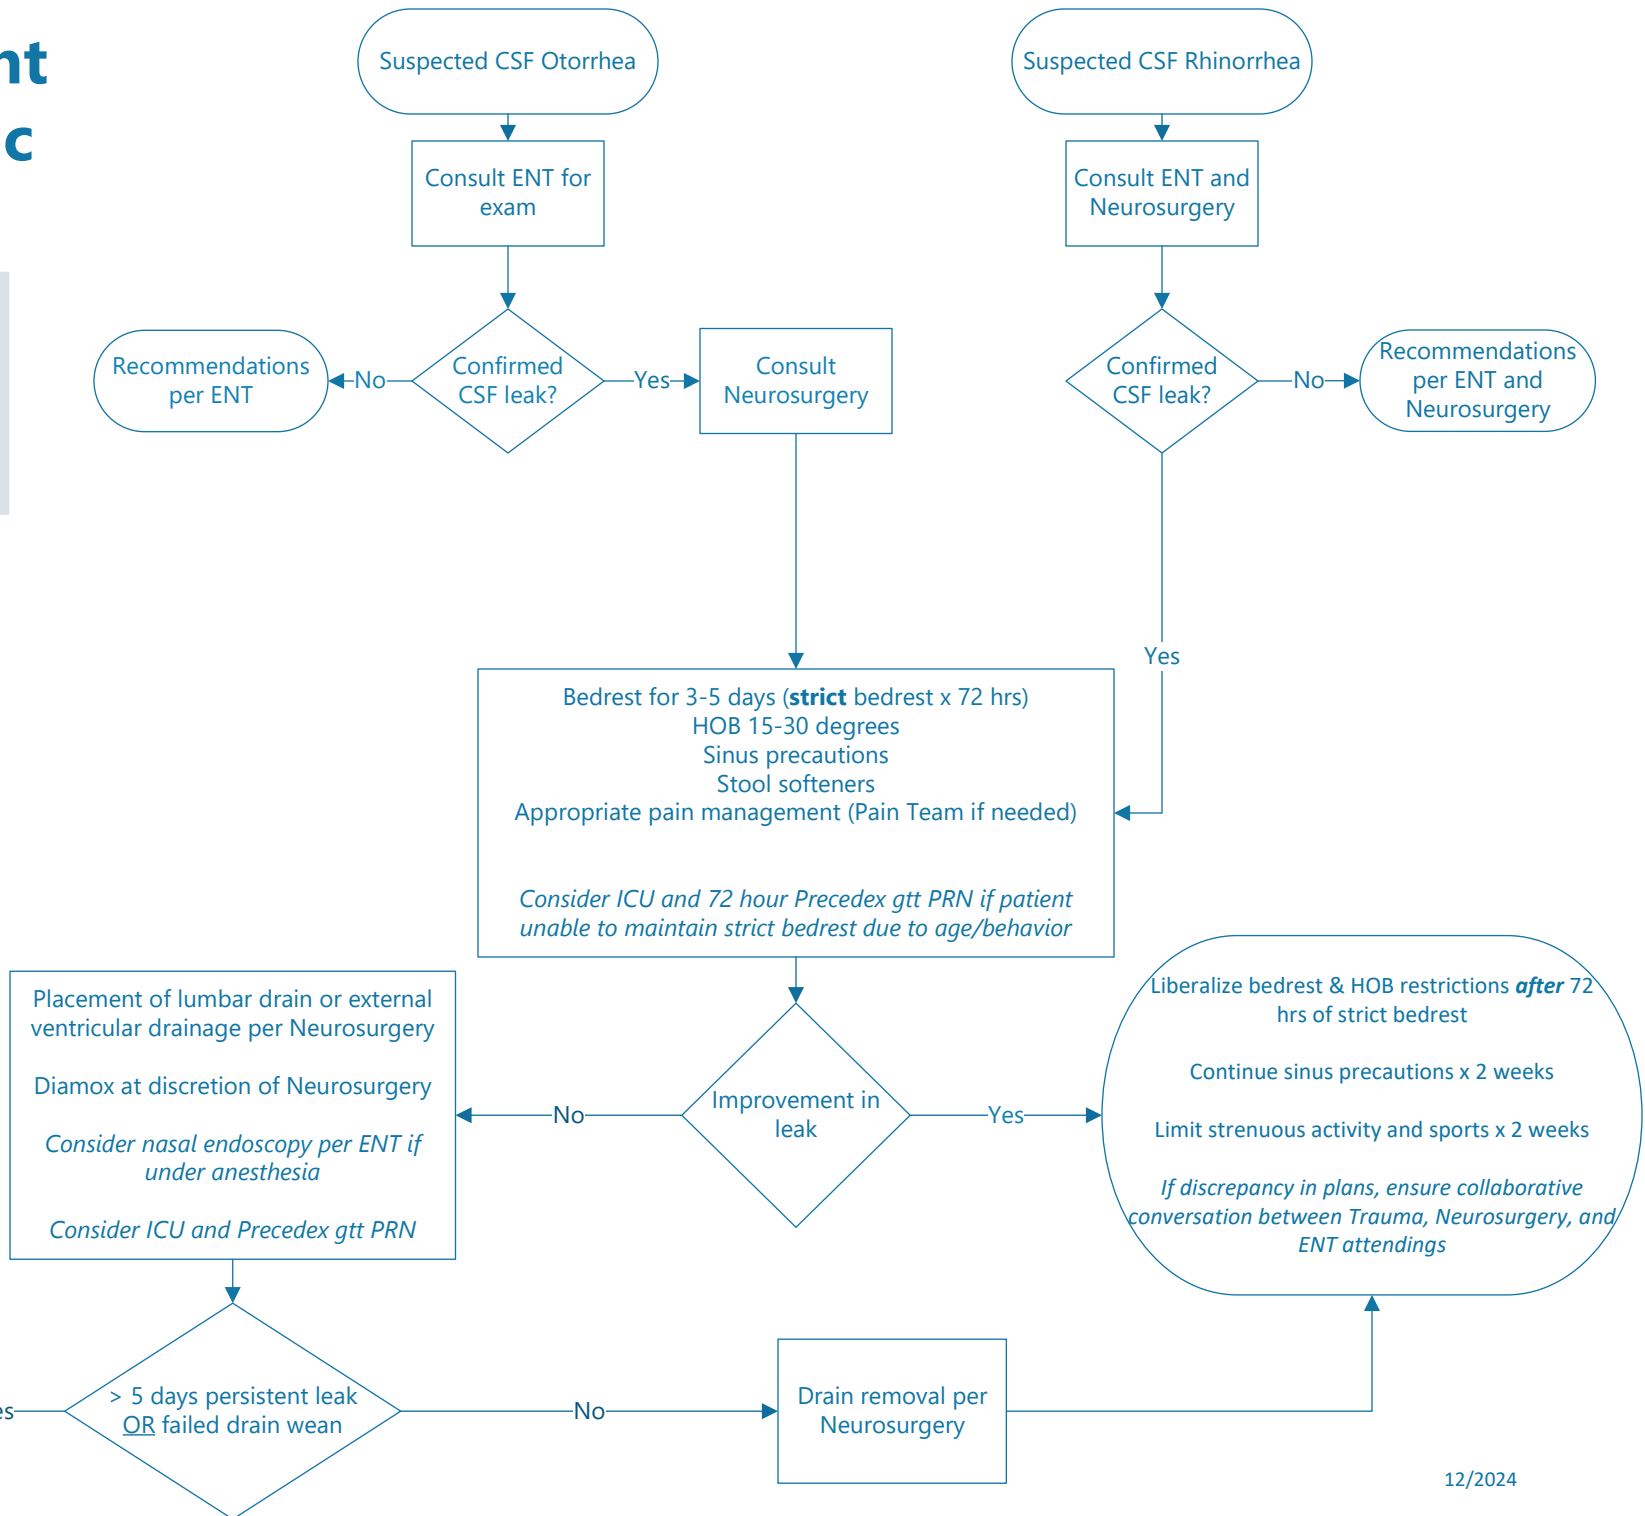 Suspected CSF Otorrhea
Suspected CSF Rhinorrhea
Consult ENT for
exam
Consult ENT and
Neurosurgery
Recommendations
per ENT
No
Confirmed
CSF leak?
Yes
Consult
Neurosurgery
Confirmed
CSF leak?
No
Recommendations
per ENT and
Neurosurgery
Yes
Bedrest for 3-5 days (strict bedrest x 72 hrs)
HOB 15-30 degrees
Sinus precautions
Stool softeners
Appropriate pain management (Pain Team if needed)
Consider ICU and 72 hour Precedex gtt PRN if patient
unable to maintain strict bedrest due to age/behavior
Placement of lumbar drain or external
ventricular drainage per Neurosurgery
Diamox at discretion of Neurosurgery
Consider nasal endoscopy per ENT if
under anesthesia
Consider ICU and Precedex gtt PRN
No
Improvement in
leak
Yes
Liberalize bedrest & HOB restrictions after 72
hrs of strict bedrest
Continue sinus precautions x 2 weeks
Limit strenuous activity and sports x 2 weeks
If discrepancy in plans, ensure collaborative
conversation between Trauma, Neurosurgery, and
ENT attendings
> 5 days persistent leak
OR failed drain wean
No
Drain removal per
Neurosurgery
12/2024